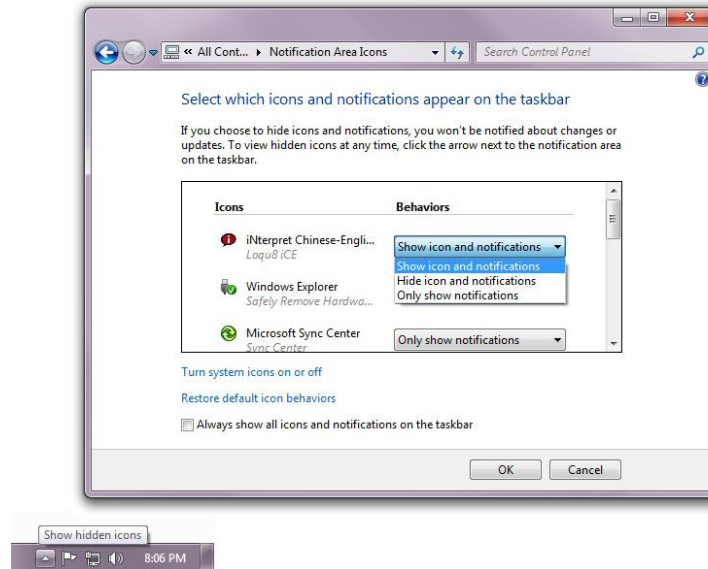 « All Cont... ▸ Notification Area Icons
Search Control Panel
Select which icons and notifications appear on the taskbar
If you choose to hide icons and notifications, you won't be notified about changes or
updates. To view hidden icons at any time, click the arrow next to the notification area
on the taskbar.
Icons Behaviors
iNterpret Chinese-Engli... Show icon and notifications
Loqu8 iCE
Show icon and notifications
Hide icon and notifications
Only show notifications
Windows Explorer
Safely Remove Hardwa...
Microsoft Sync Center Only show notifications
Sync Center
Turn system icons on or off
Restore default icon behaviors
Always show all icons and notifications on the taskbar
OK Cancel
Show hidden icons
8:06 PM